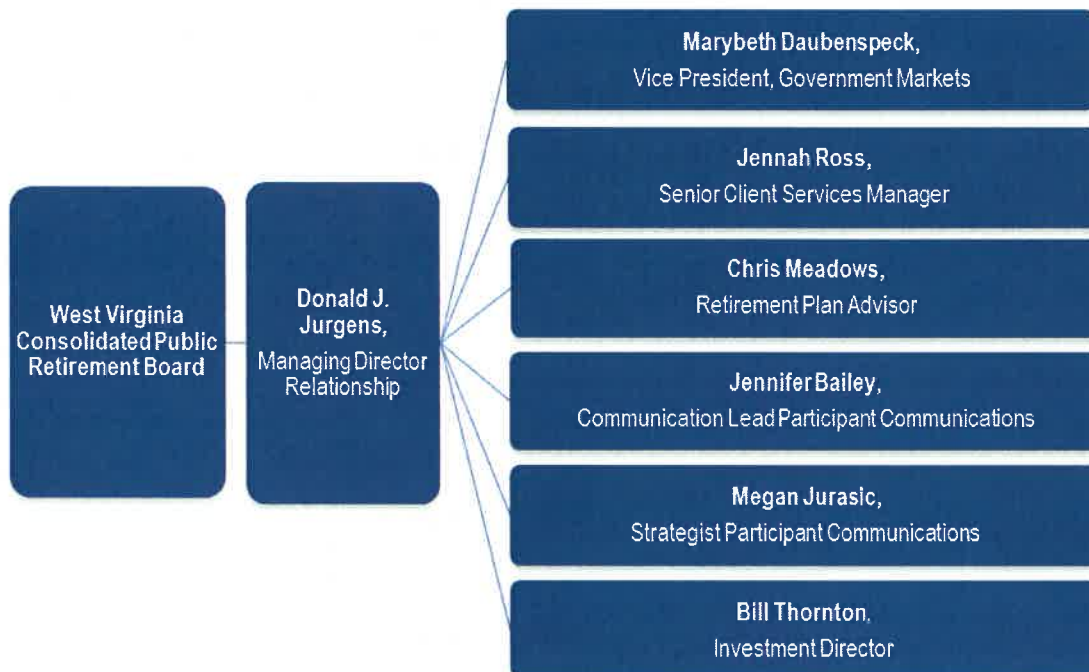 West Virginia
Consolidated Public
Retirement Board
Donald J.
Jurgens,
Managing Director
Relationship
Marybeth Daubenspeck,
Vice President, Government Markets
Jennah Ross,
Senior Client Services Manager
Chris Meadows,
Retirement Plan Advisor
Jennifer Bailey,
Communication Lead Participant Communications
Megan Jurasic,
Strategist Participant Communications
Bill Thornton,
Investment Director